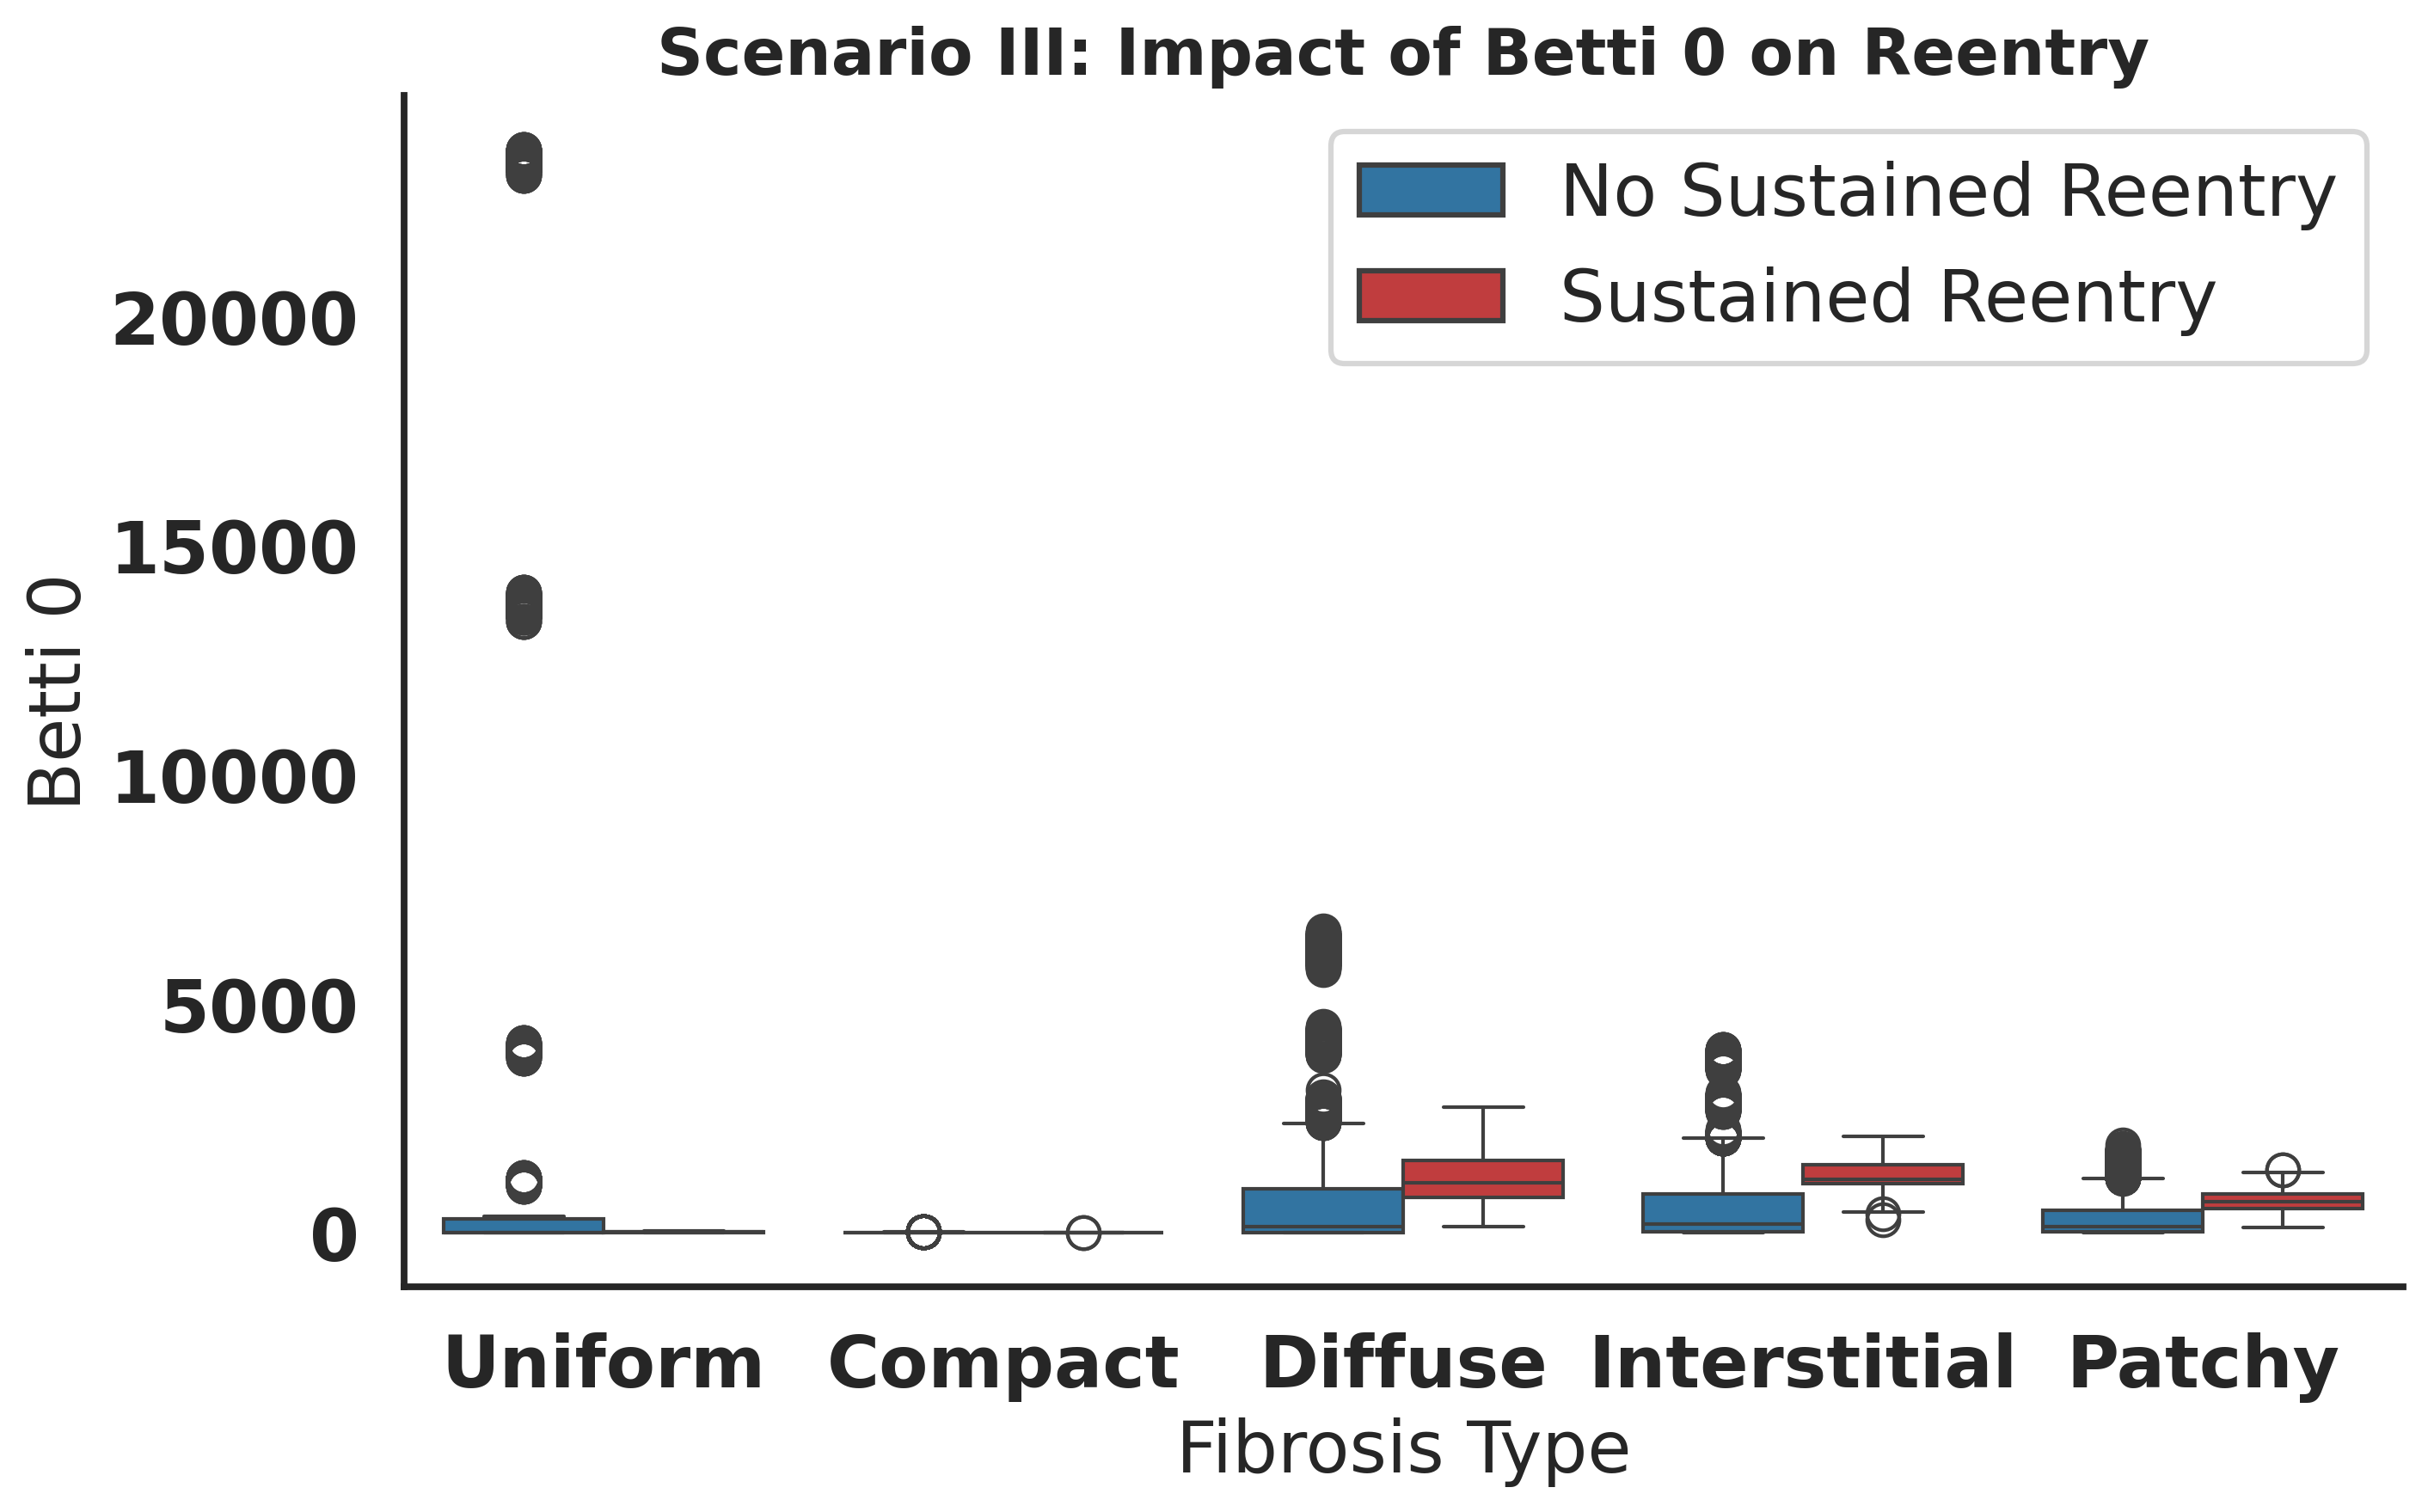 Scenario III: Impact of Betti 0 on Reentry
No Sustained Reentry
Sustained Reentry
Betti 0
20000
15000
10000
5000
0
Uniform Compact Diffuse Interstitial Patchy
Fibrosis Type